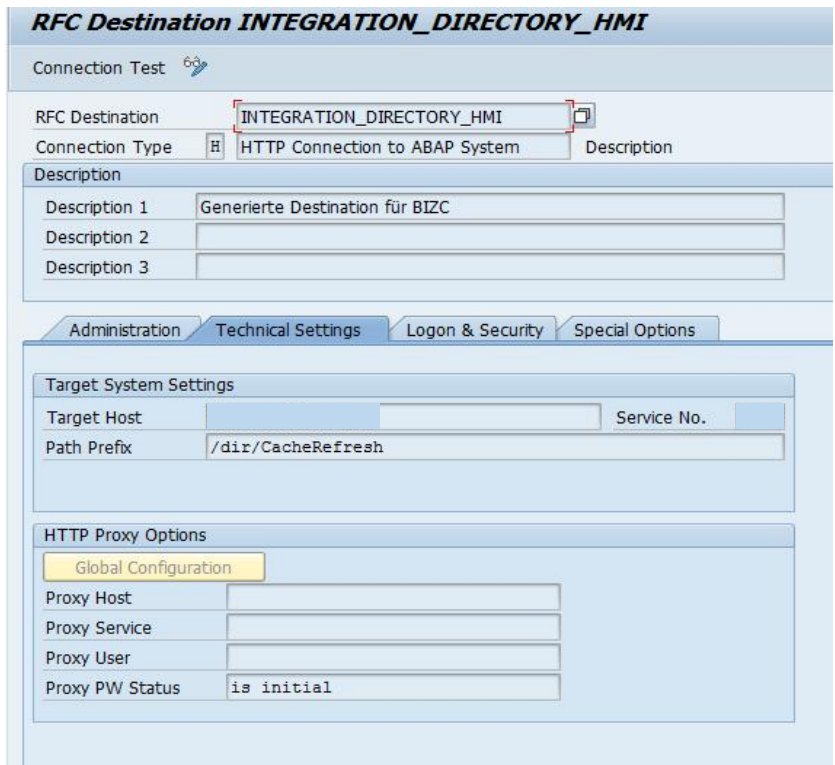 RFC Destination INTEGRATION_DIRECTORY_HMI
Connection Test
RFC Destination INTEGRATION_DIRECTORY_HMI
Connection Type H HTTP Connection to ABAP System Description
Description
Description 1 Generierte Destination für BIZC
Description 2
Description 3
Administration Technical Settings Logon & Security Special Options
Target System Settings
Target Host Service No.
Path Prefix /dir/CacheRefresh
HTTP Proxy Options
Global Configuration
Proxy Host
Proxy Service
Proxy User
Proxy PW Status is initial